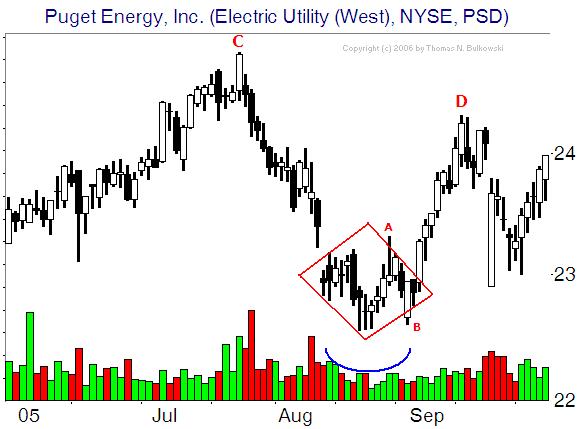 Puget Energy, Inc. (Electric Utility (West), NYSE, PSD)
C
Copyright (c) 2006 by Thomas N. Bulkowski
D
24
A
23
B
22
05 Jul Aug Sep